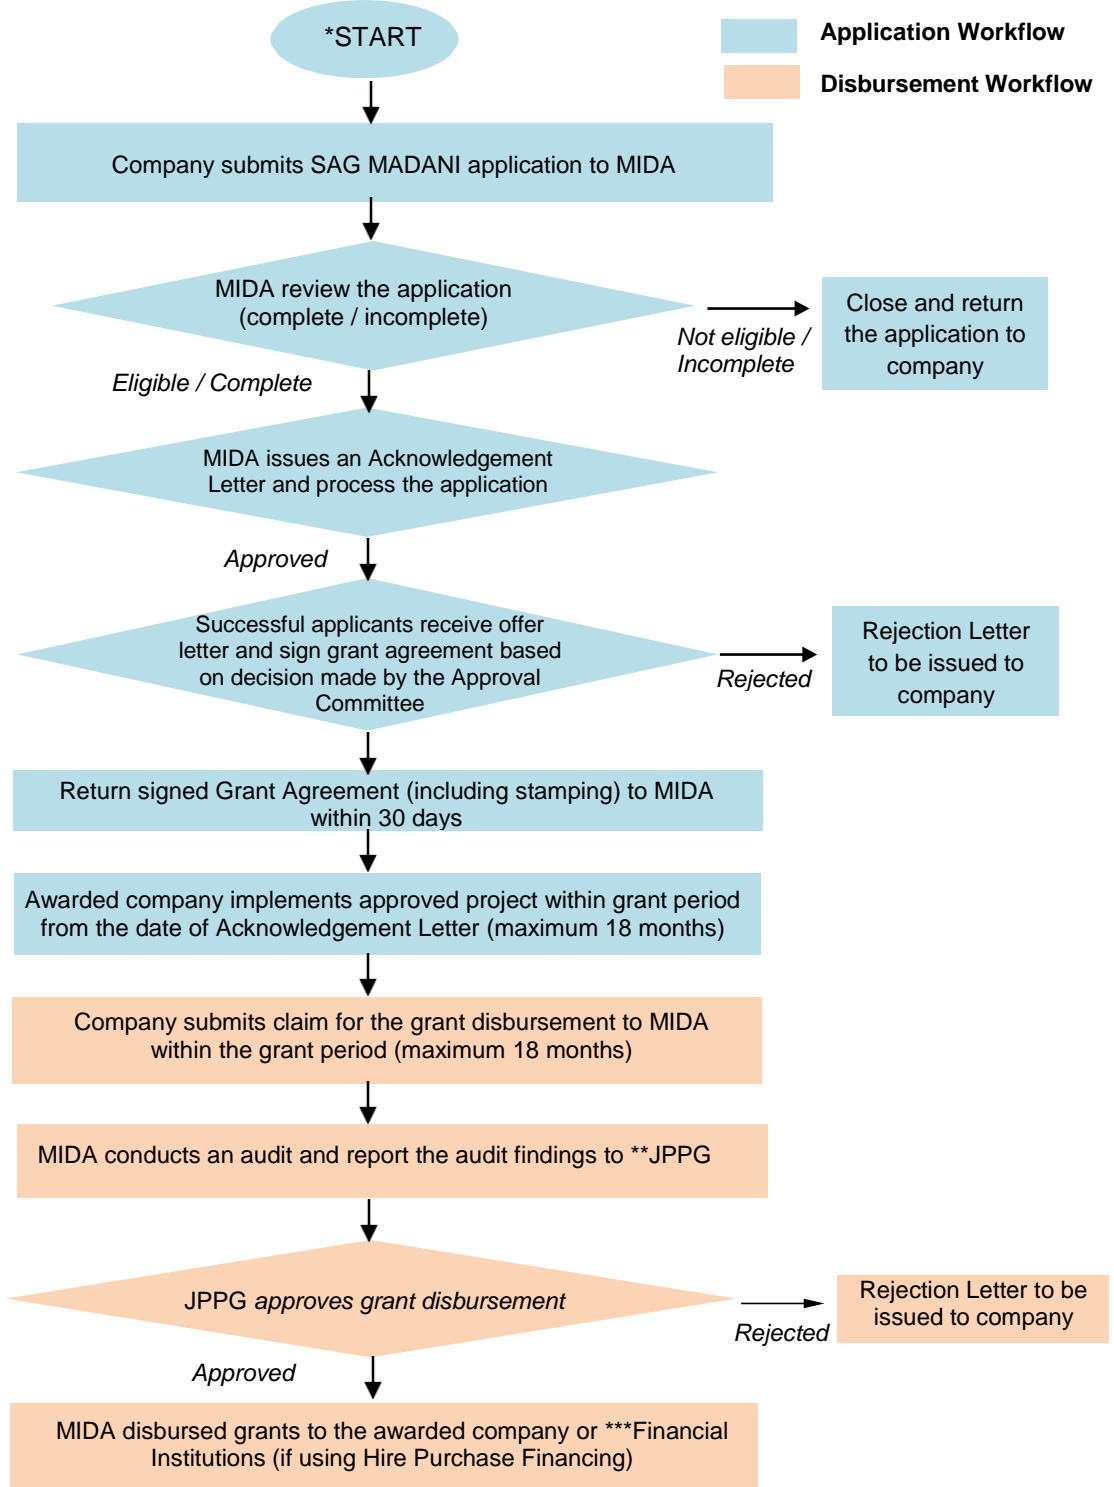 *START
Application Workflow
Disbursement Workflow
Company submits SAG MADANI application to MIDA
MIDA review the application
(complete / incomplete)
Not eligible /
Incomplete
Close and return
the application to
company
Eligible / Complete
MIDA issues an Acknowledgement
Letter and process the application
Approved
Successful applicants receive offer
letter and sign grant agreement based
on decision made by the Approval
Committee
Rejected
Rejection Letter
to be issued to
company
Return signed Grant Agreement (including stamping) to MIDA
within 30 days
Awarded company implements approved project within grant period
from the date of Acknowledgement Letter (maximum 18 months)
Company submits claim for the grant disbursement to MIDA
within the grant period (maximum 18 months)
MIDA conducts an audit and report the audit findings to **JPPG
JPPG approves grant disbursement
Rejected
Rejection Letter to be
issued to company
Approved
MIDA disbursed grants to the awarded company or ***Financial
Institutions (if using Hire Purchase Financing)